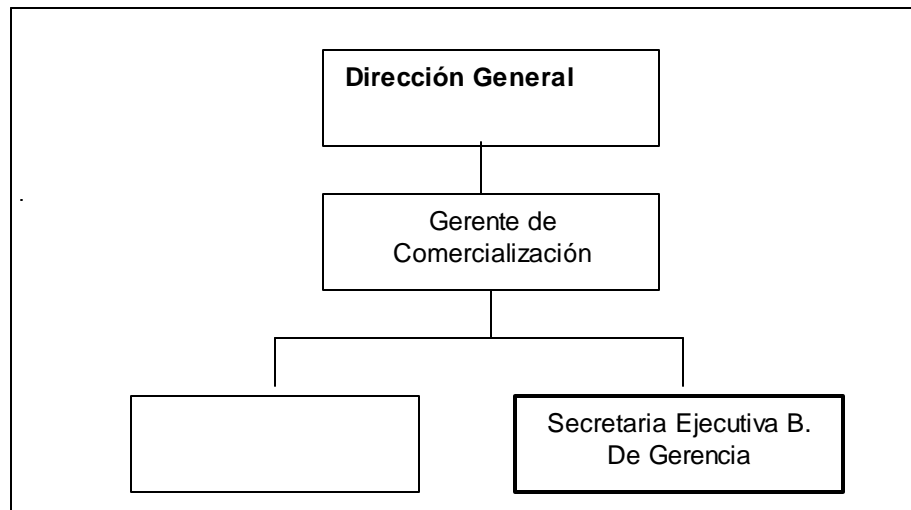 Dirección General
Gerente de
Comercialización
Secretaria Ejecutiva B.
De Gerencia